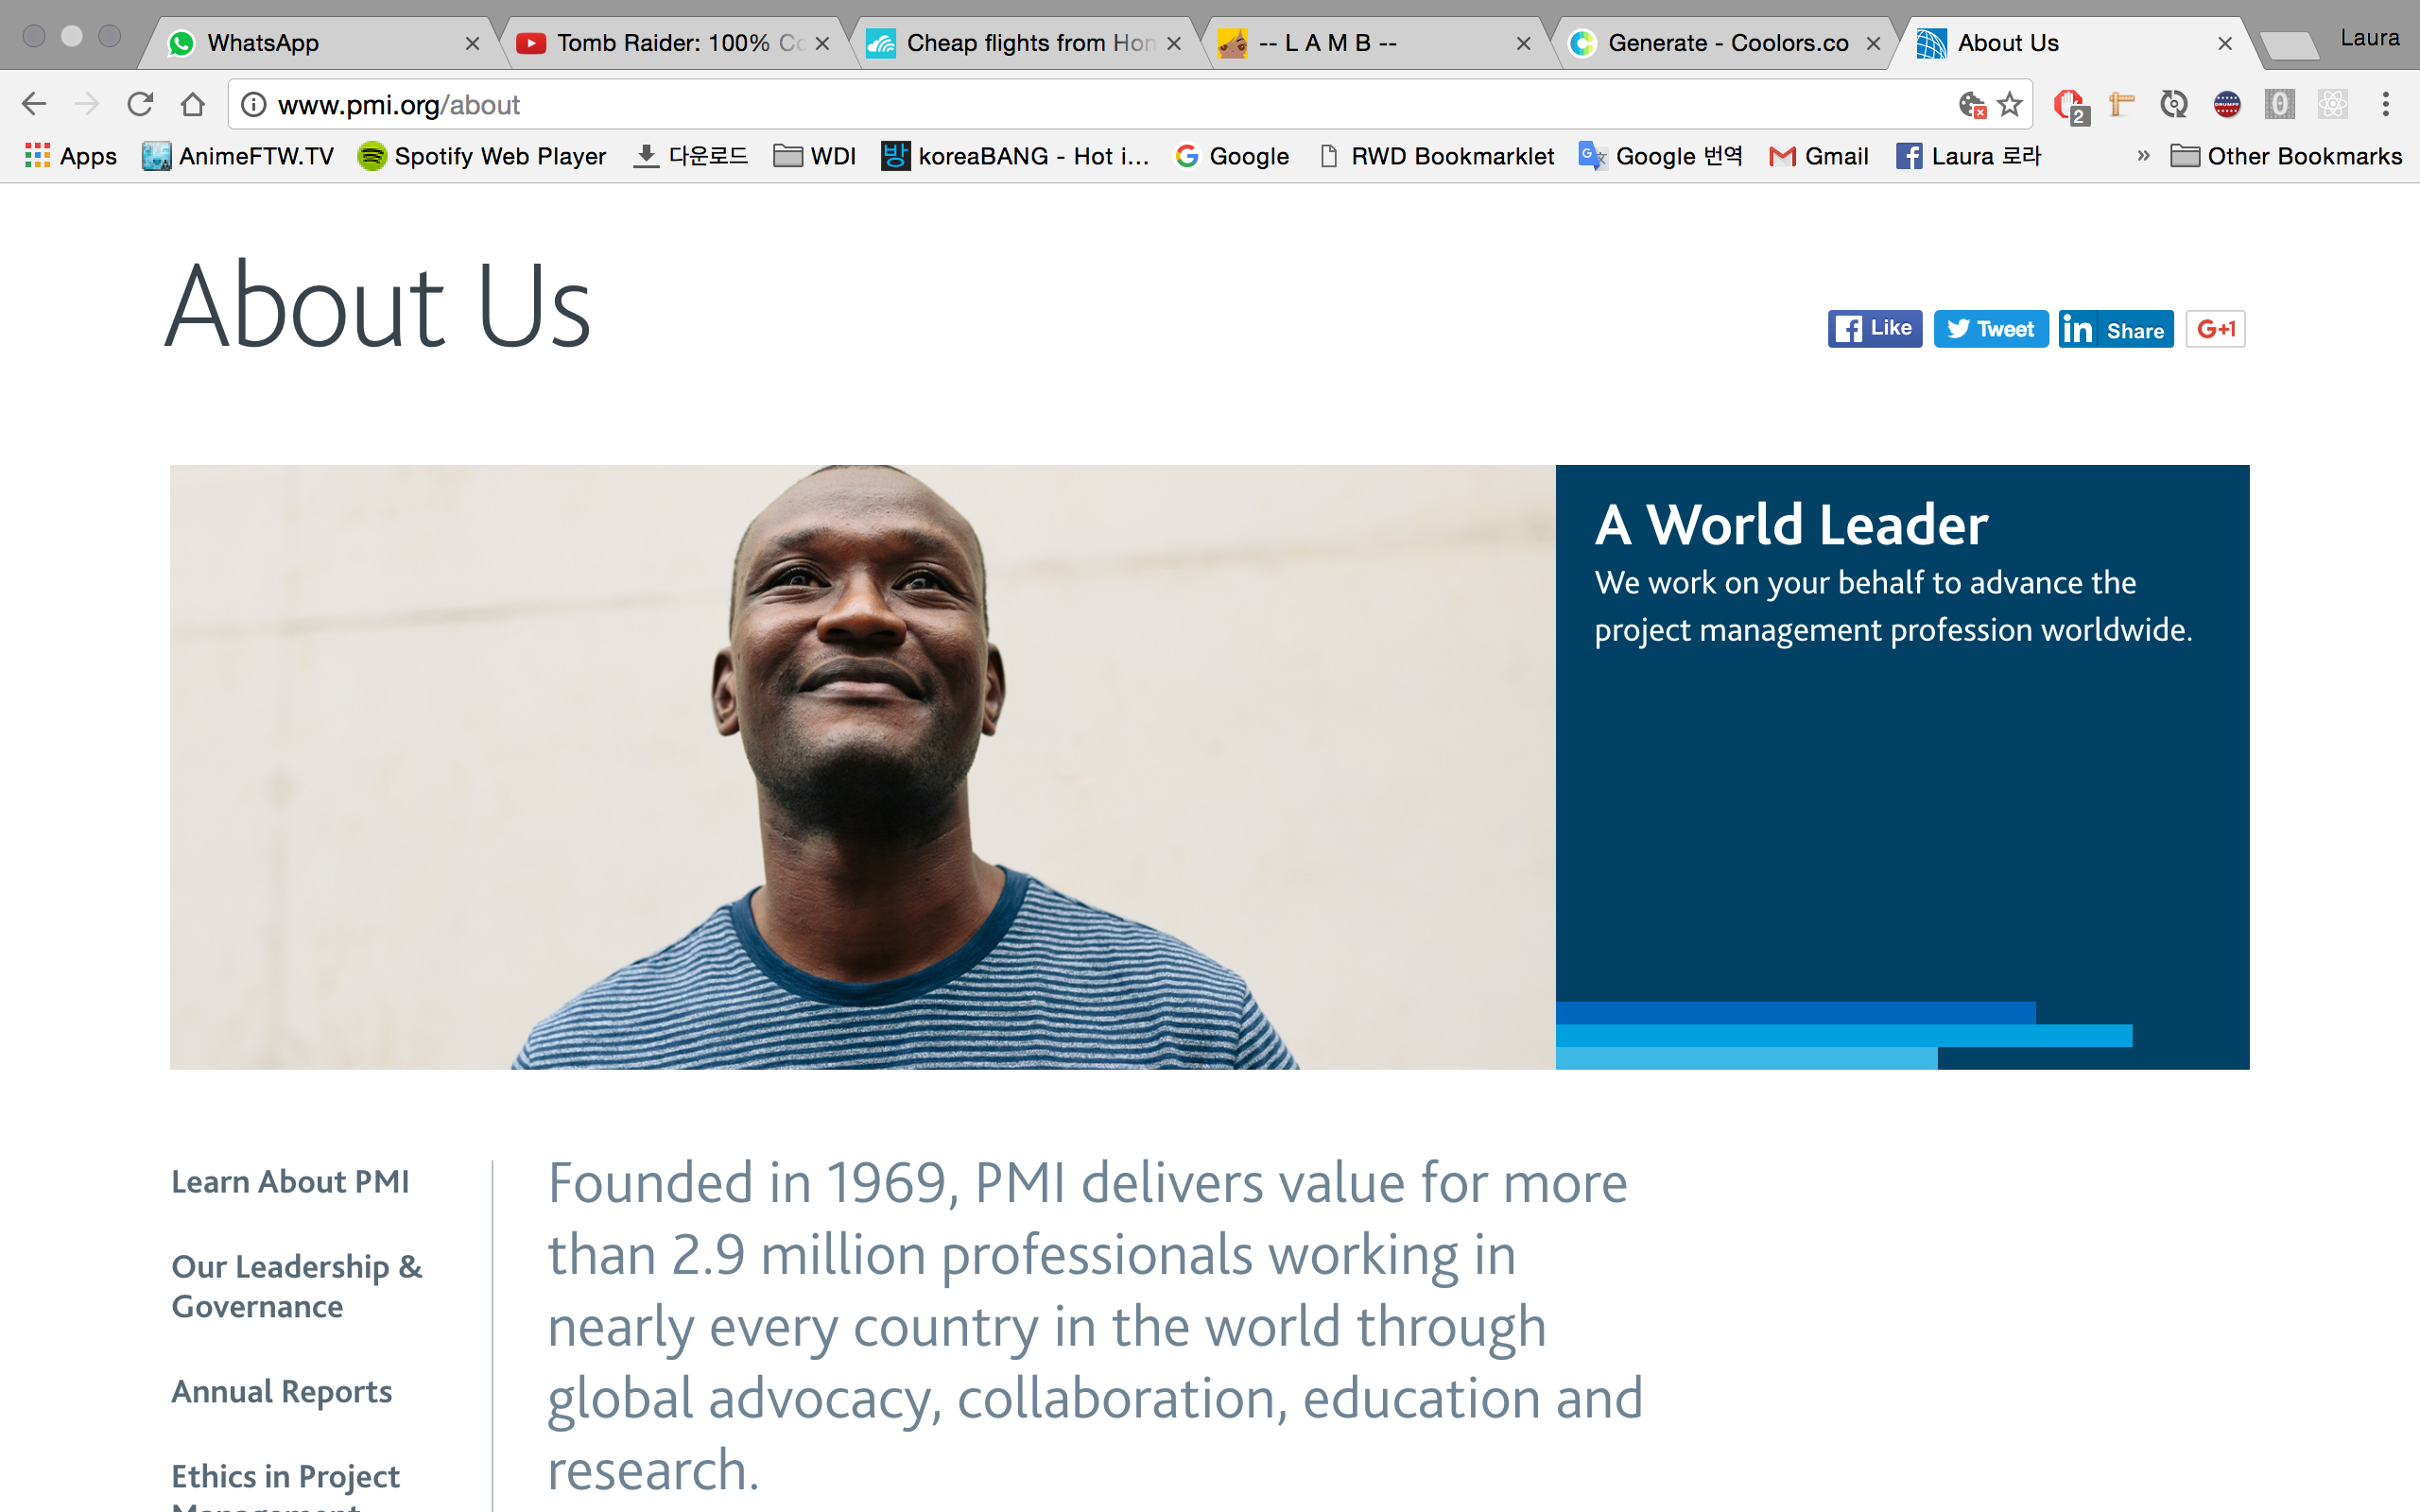 WhatsApp
Tomb Raider: 100% Co
Cheap flights from Hon
-- L A M B --
Generate - Coolors.co
About Us
Laura
www.pmi.org/about
2
DRUMPF
0
Apps
AnimeFTW.TV
Spotify Web Player
다운로드
WDI
방
koreaBANG - Hot i...
Google
RWD Bookmarklet
Google 번역
Gmail
Laura 로라
»
Other Bookmarks
About Us
Like
Tweet
in Share
G+1
A World Leader
We work on your behalf to advance the
project management profession worldwide.
Learn About PMI
Our Leadership &
Governance
Annual Reports
Ethics in Project
Management
Founded in 1969, PMI delivers value for more
than 2.9 million professionals working in
nearly every country in the world through
global advocacy, collaboration, education and
research.